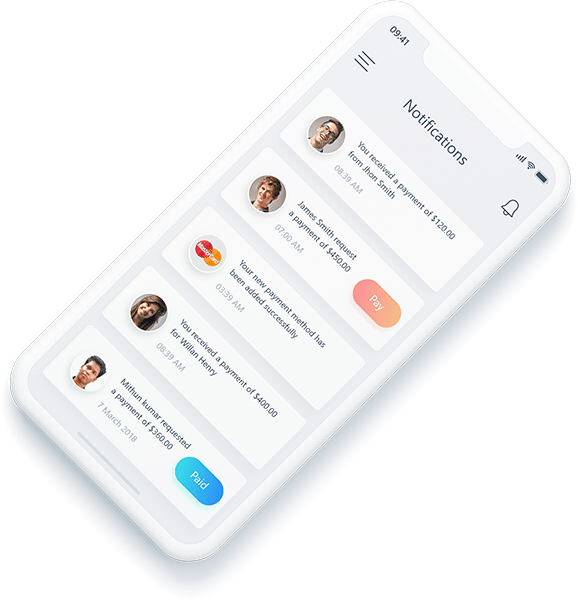 09:41
Notifications
You received a payment of $120.00
from Jhon Smith
08:39 AM
James Smith request
a payment of $450.00
07:00 AM
Pay
MasterCard
Your new payment method has
been added successfully
03:39 AM
You received a payment of $400.00
for Willan Henry
08:39 AM
Mithun kumar requested
a payment of $360.00
7 March 2018
Paid